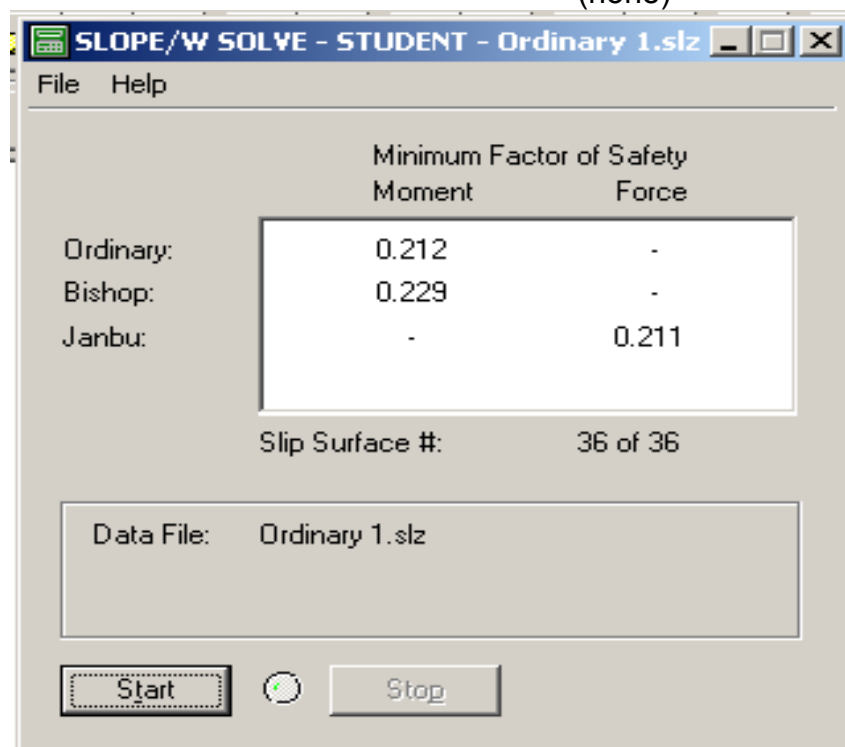 (none)
SLOPE/W SOLVE - STUDENT - Ordinary 1.slz
File Help
Minimum Factor of Safety
Moment Force
Ordinary: 0.212 -
Bishop: 0.229 -
Janbu: - 0.211
Slip Surface #: 36 of 36
Data File: Ordinary 1.slz
Start Stop